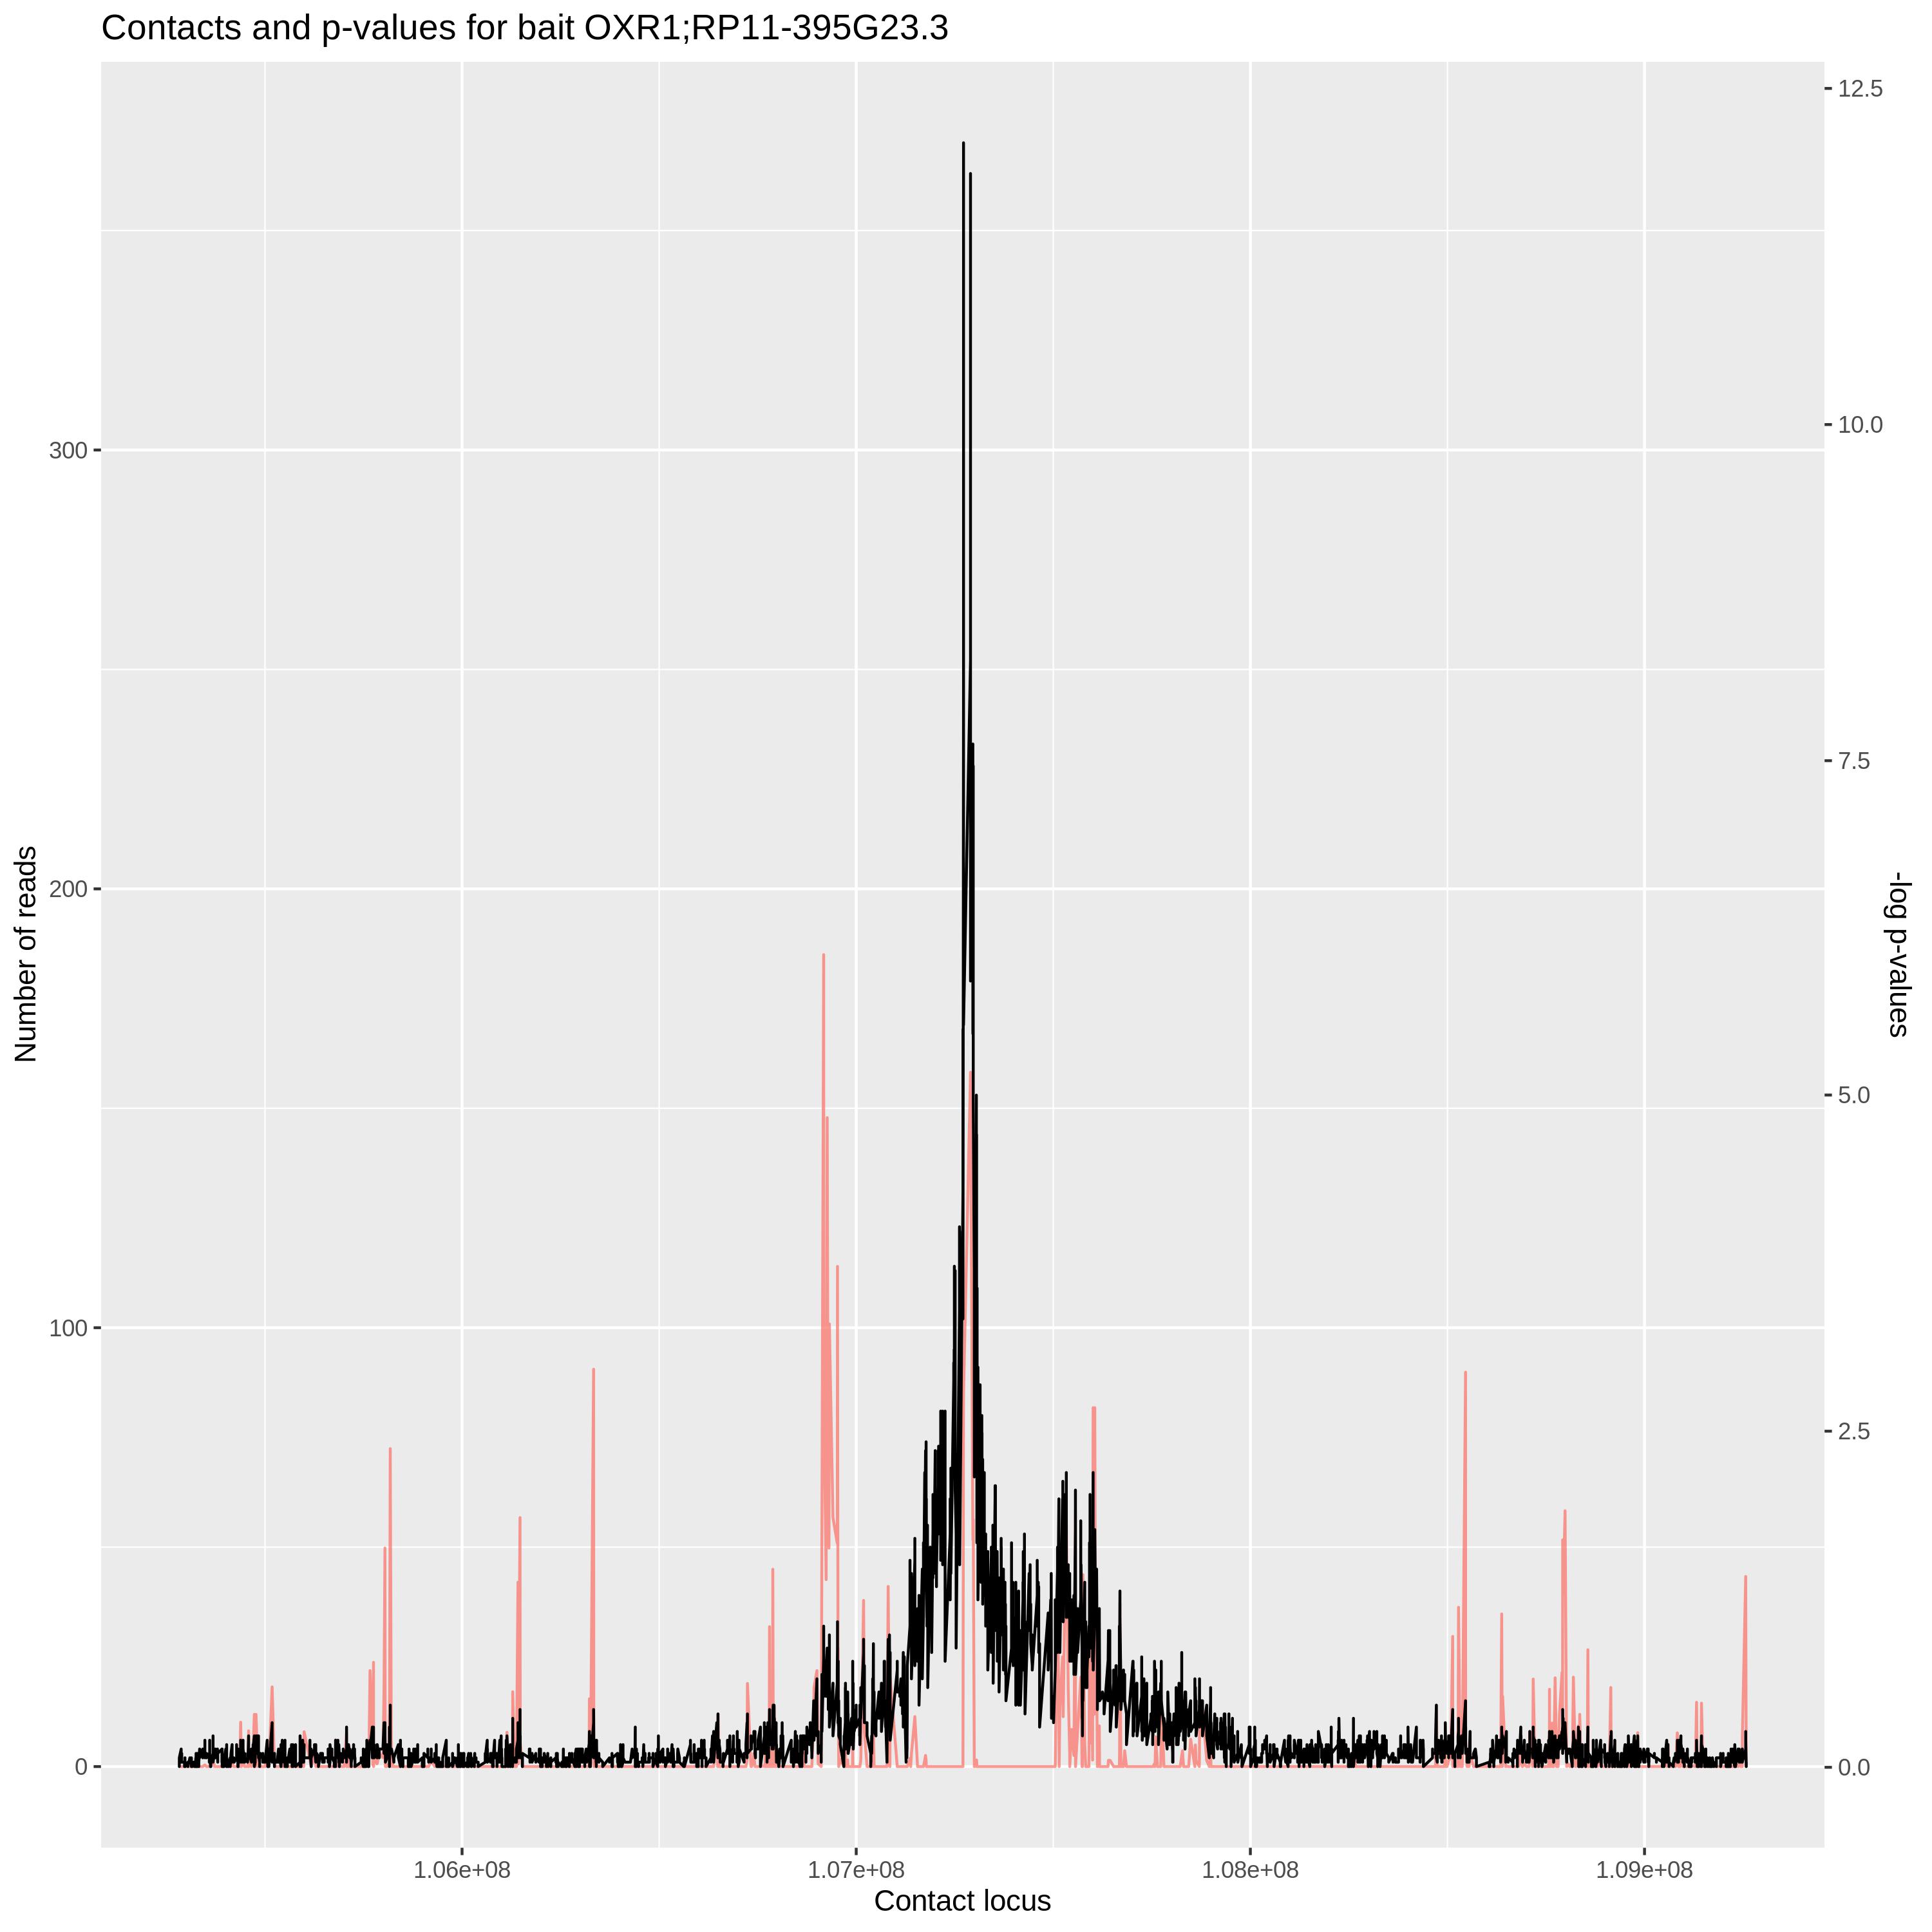 Contacts and p-values for bait OXR1;RP11-395G23.3
12.5
10.0
7.5
5.0
2.5
0.0
300
200
100
0
Number of reads
-log p-values
1.06e+08
1.07e+08
1.08e+08
1.09e+08
Contact locus